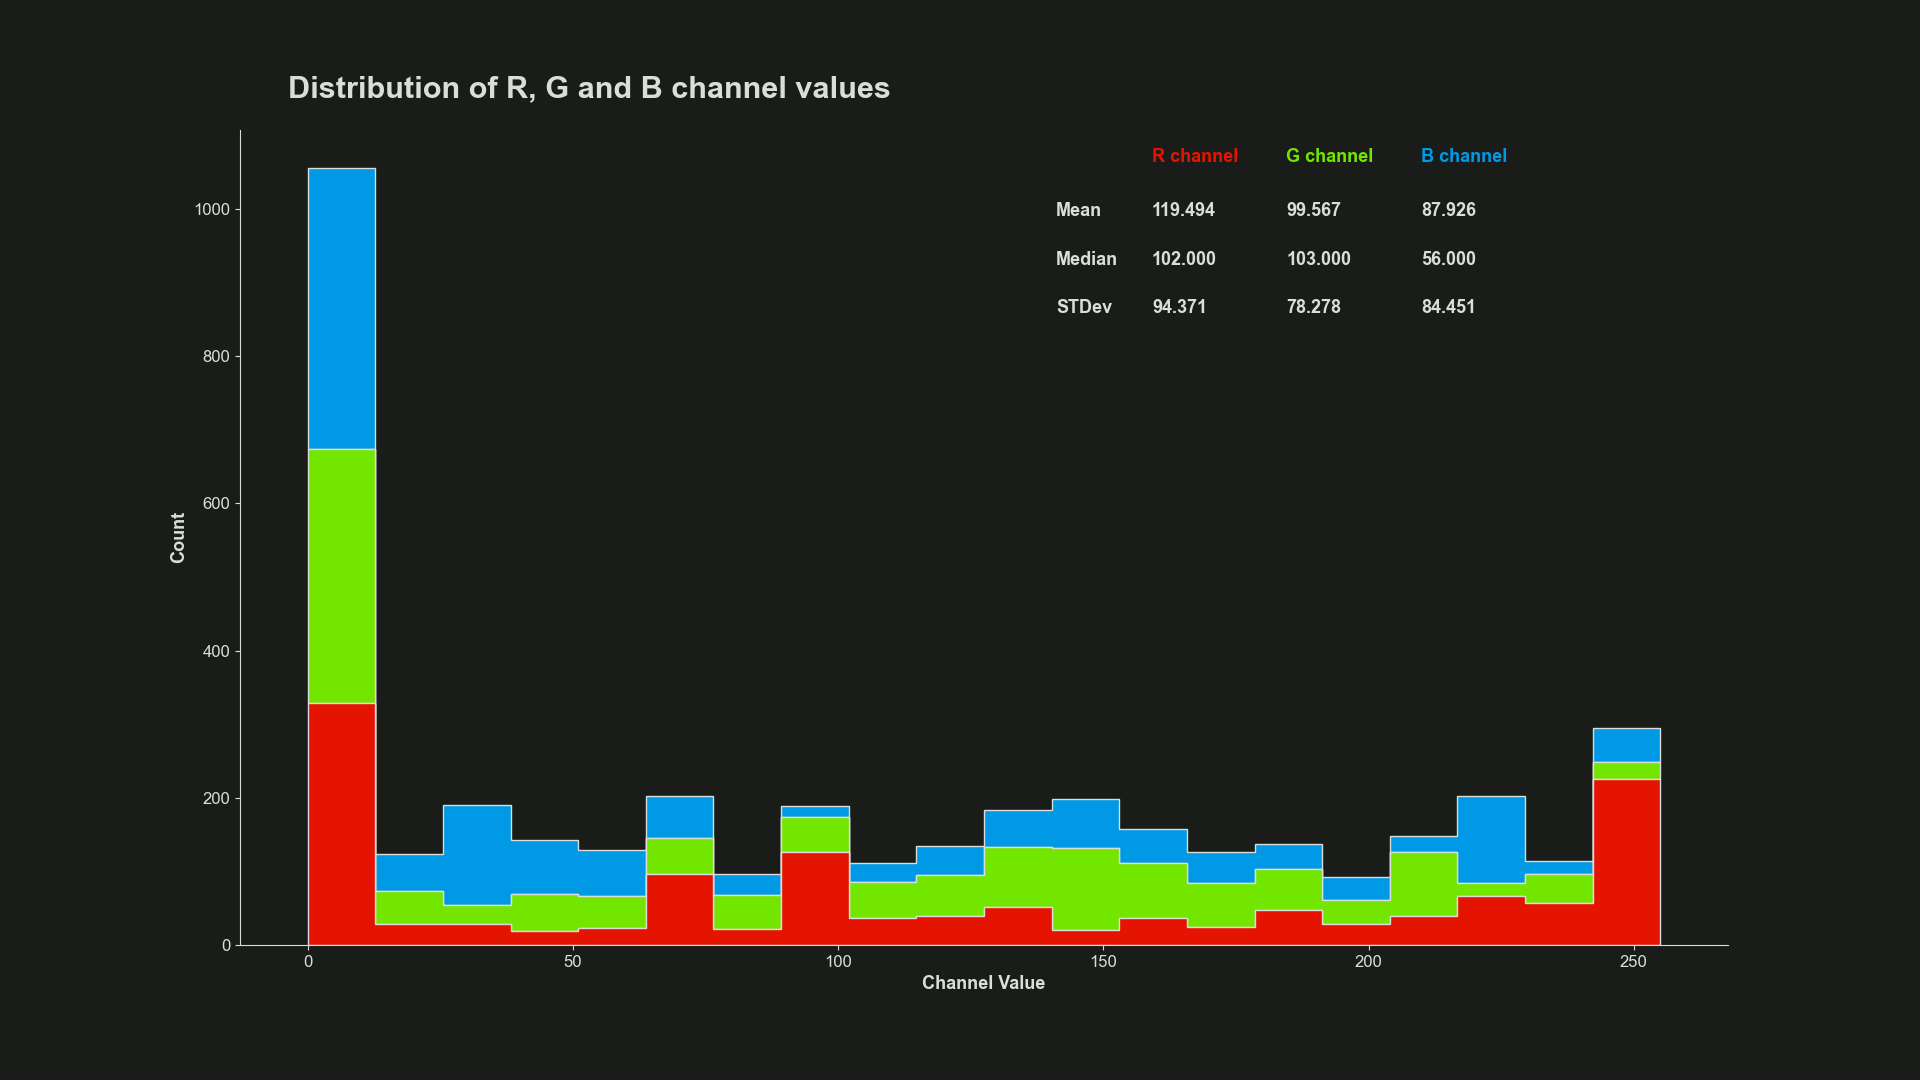 Distribution of R, G and B channel values
R channel G channel B channel
Mean 119.494 99.567 87.926
Median 102.000 103.000 56.000
STDev 94.371 78.278 84.451
1000
800
600
400
200
0
Count
0 50 100 150 200 250
Channel Value